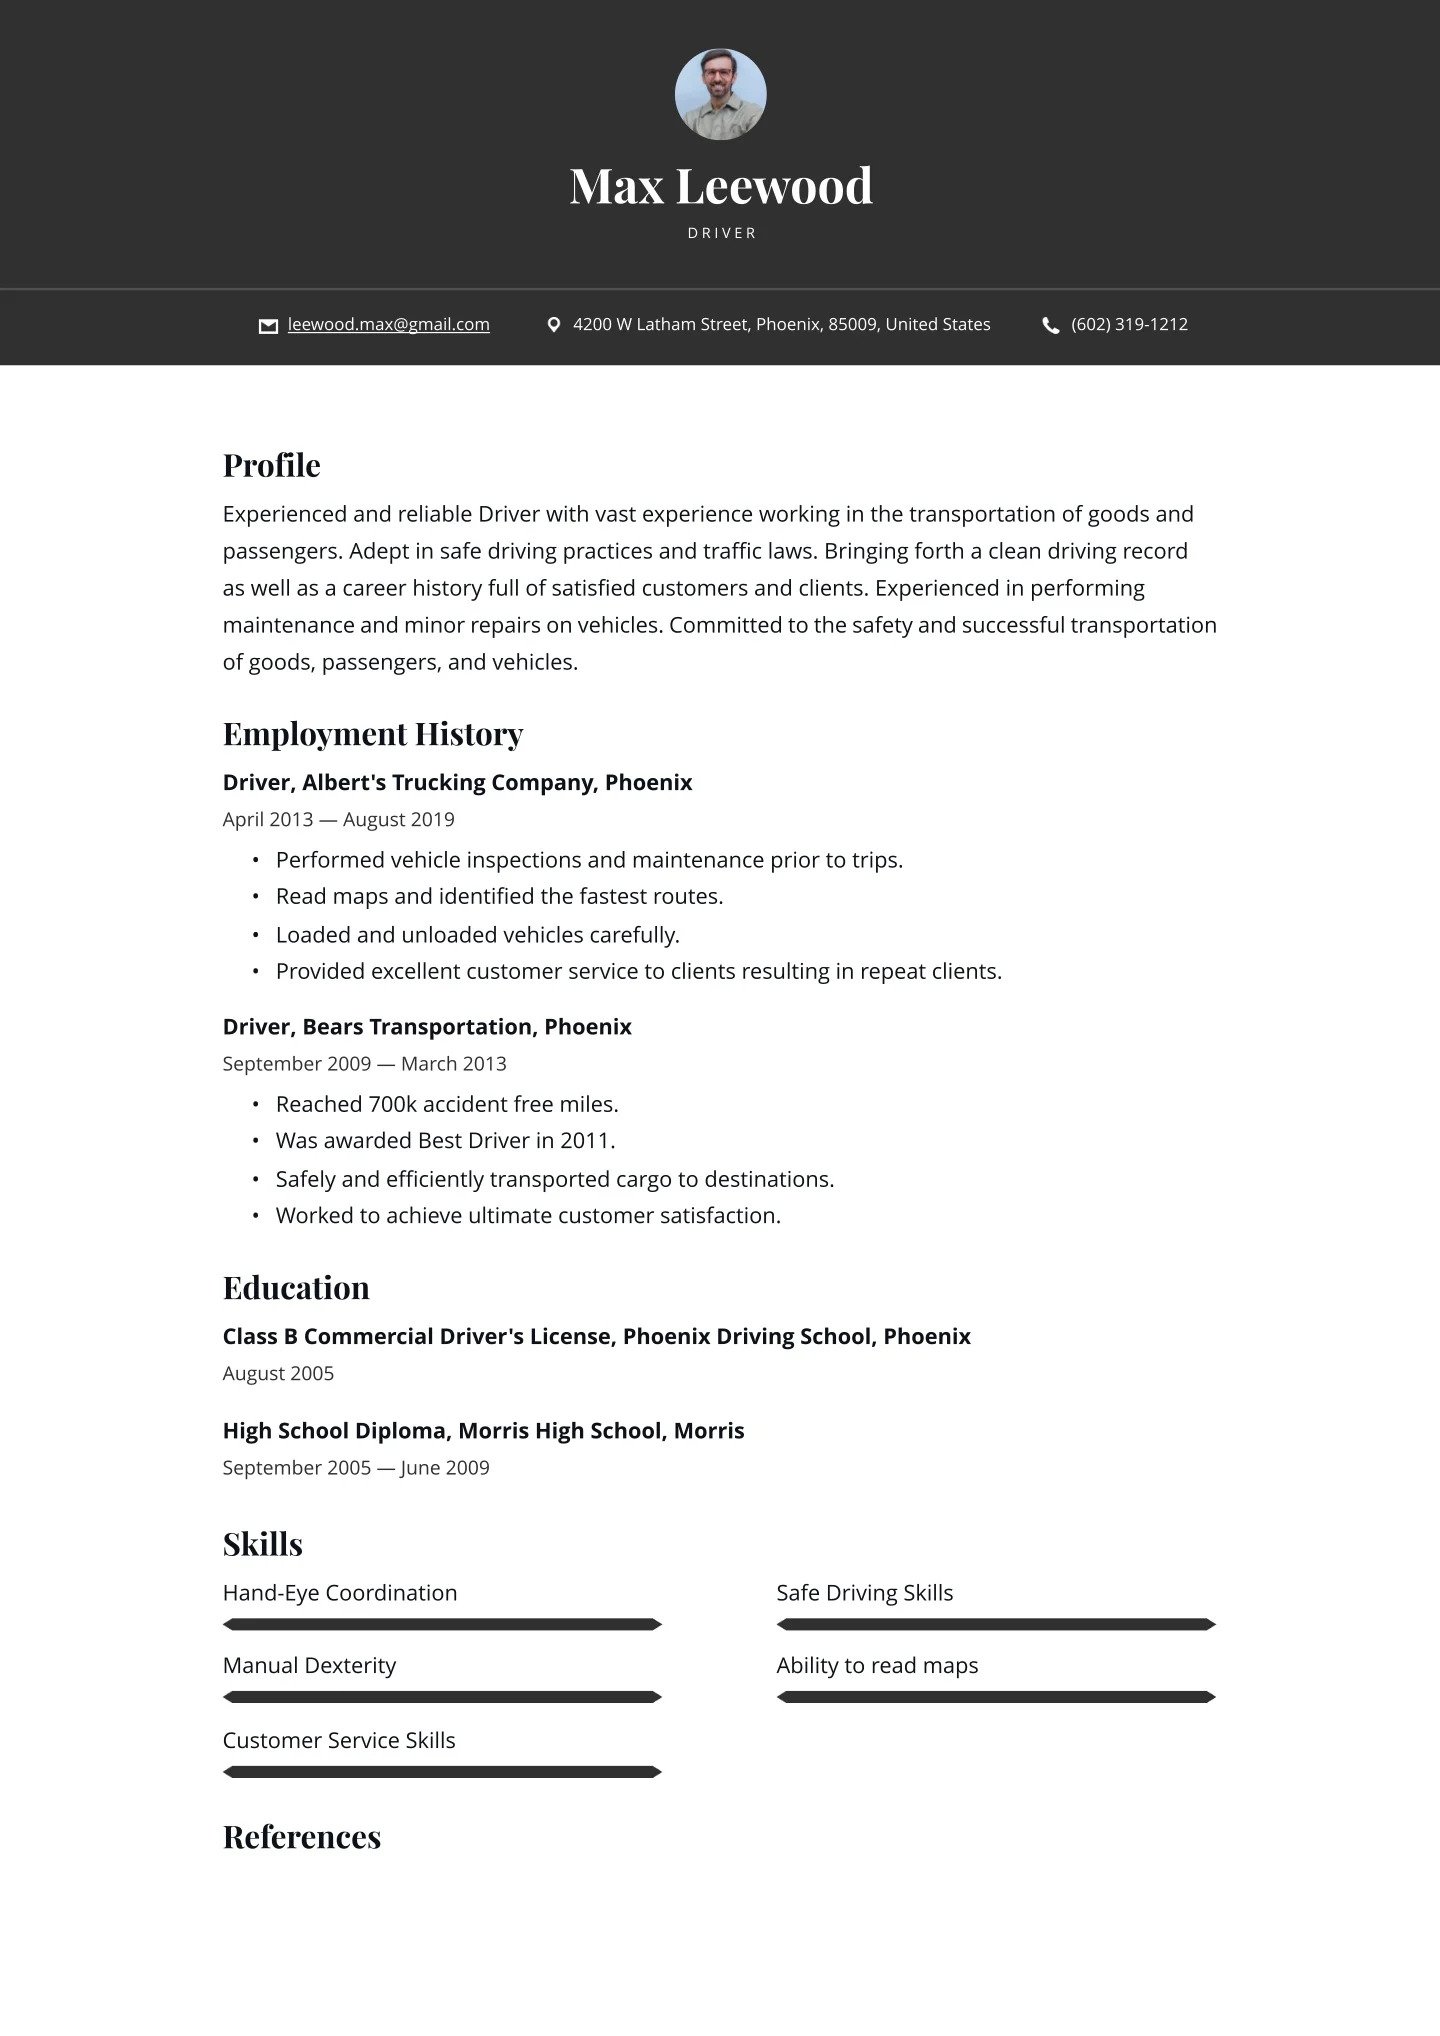 Max Leewood
DRIVER
leewood.max@gmail.com 4200 W Latham Street, Phoenix, 85009, United States (602) 319-1212
Profile
Experienced and reliable Driver with vast experience working in the transportation of goods and
passengers. Adept in safe driving practices and traffic laws. Bringing forth a clean driving record
as well as a career history full of satisfied customers and clients. Experienced in performing
maintenance and minor repairs on vehicles. Committed to the safety and successful transportation
of goods, passengers, and vehicles.
Employment History
Driver, Albert's Trucking Company, Phoenix
April 2013 — August 2019
• Performed vehicle inspections and maintenance prior to trips.
• Read maps and identified the fastest routes.
• Loaded and unloaded vehicles carefully.
• Provided excellent customer service to clients resulting in repeat clients.
Driver, Bears Transportation, Phoenix
September 2009 — March 2013
• Reached 700k accident free miles.
• Was awarded Best Driver in 2011.
• Safely and efficiently transported cargo to destinations.
• Worked to achieve ultimate customer satisfaction.
Education
Class B Commercial Driver's License, Phoenix Driving School, Phoenix
August 2005
High School Diploma, Morris High School, Morris
September 2005 — June 2009
Skills
Hand-Eye Coordination
Safe Driving Skills
Manual Dexterity
Ability to read maps
Customer Service Skills
References